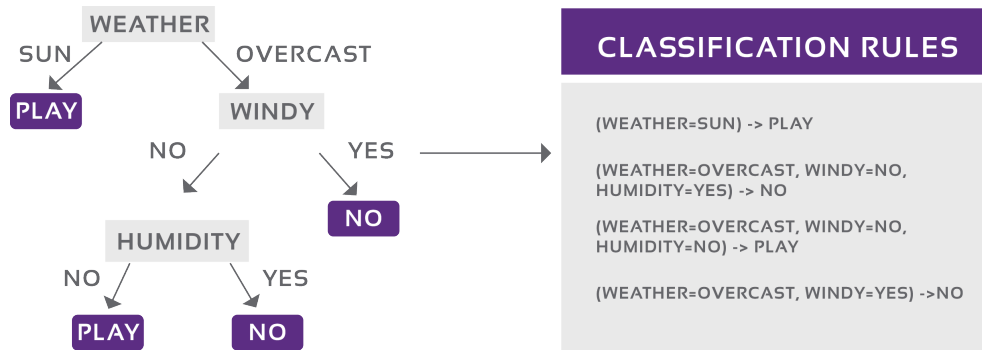 WEATHER
SUN
OVERCAST
PLAY
WINDY
NO
YES
NO
HUMIDITY
NO
YES
PLAY
NO
CLASSIFICATION RULES
(WEATHER=SUN) -> PLAY
(WEATHER=OVERCAST, WINDY=NO,
HUMIDITY=YES) -> NO
(WEATHER=OVERCAST, WINDY=NO,
HUMIDITY=NO) -> PLAY
(WEATHER=OVERCAST, WINDY=YES) ->NO